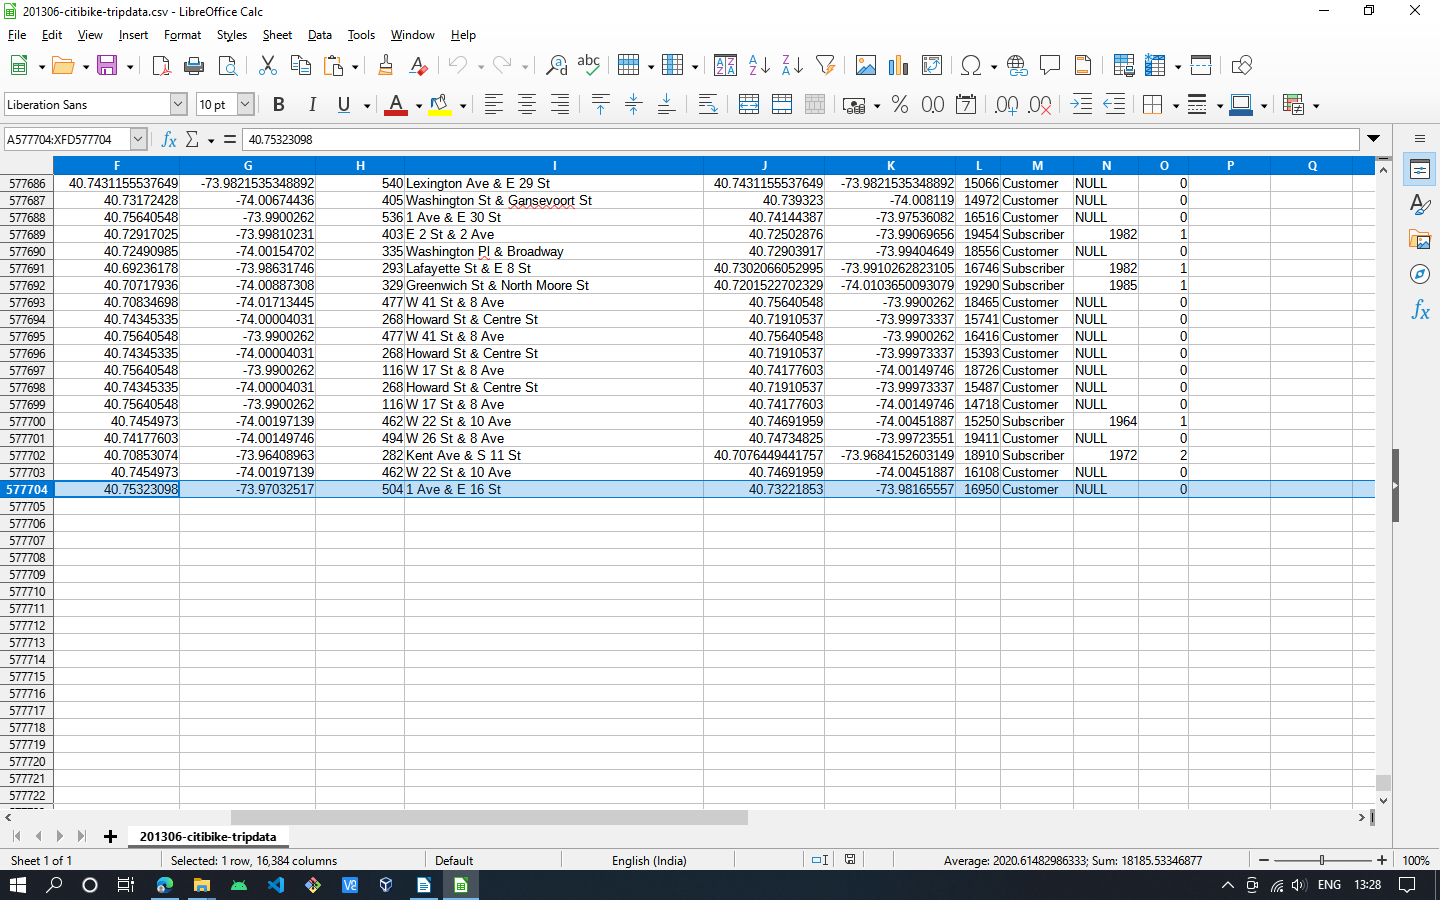 201306-citibike-tripdata.csv - LibreOffice Calc
File Edit View Insert Format Styles Sheet Data Tools Window Help
Liberation Sans 10 pt
A577704:XFD577704 40.75323098
F G H I J K L M N O P Q
577686 40.7431155537649 -73.9821535348892 540 Lexington Ave & E 29 St 40.7431155537649 -73.9821535348892 15066 Customer NULL 0
577687 40.73172428 -74.00674436 405 Washington St & Gansevoort St 40.739323 -74.008119 14972 Customer NULL 0
577688 40.75640548 -73.9900262 536 1 Ave & E 30 St 40.74144387 -73.97536082 16516 Customer NULL 0
577689 40.72917025 -73.99810231 403 E 2 St & 2 Ave 40.72502876 -73.99069656 19454 Subscriber 1982 1
577690 40.72490985 -74.00154702 335 Washington Pl & Broadway 40.72903917 -73.99404649 18556 Customer NULL 0
577691 40.69236178 -73.98631746 293 Lafayette St & E 8 St 40.7302066052995 -73.9910262823105 16746 Subscriber 1982 1
577692 40.70717936 -74.00887308 329 Greenwich St & North Moore St 40.7201522702329 -74.0103650093079 19290 Subscriber 1985 1
577693 40.70834698 -74.01713445 477 W 41 St & 8 Ave 40.75640548 -73.9900262 18465 Customer NULL 0
577694 40.74345335 -74.00004031 268 Howard St & Centre St 40.71910537 -73.99973337 15741 Customer NULL 0
577695 40.75640548 -73.9900262 477 W 41 St & 8 Ave 40.75640548 -73.9900262 16416 Customer NULL 0
577696 40.74345335 -74.00004031 268 Howard St & Centre St 40.71910537 -73.99973337 15393 Customer NULL 0
577697 40.75640548 -73.9900262 116 W 17 St & 8 Ave 40.74177603 -74.00149746 18726 Customer NULL 0
577698 40.74345335 -74.00004031 268 Howard St & Centre St 40.71910537 -73.99973337 15487 Customer NULL 0
577699 40.75640548 -73.9900262 116 W 17 St & 8 Ave 40.74177603 -74.00149746 14718 Customer NULL 0
577700 40.7454973 -74.00197139 462 W 22 St & 10 Ave 40.74691959 -74.00451887 15250 Subscriber 1964 1
577701 40.74177603 -74.00149746 494 W 26 St & 8 Ave 40.74734825 -73.99723551 19411 Customer NULL 0
577702 40.70853074 -73.96408963 282 Kent Ave & S 11 St 40.7076449441757 -73.9684152603149 18910 Subscriber 1972 2
577703 40.7454973 -74.00197139 462 W 22 St & 10 Ave 40.74691959 -74.00451887 16108 Customer NULL 0
577704 40.75323098 -73.97032517 504 1 Ave & E 16 St 40.73221853 -73.98165557 16950 Customer NULL 0
577705
577706
577707
577708
577709
577710
577711
577712
577713
577714
577715
577716
577717
577718
577719
577720
577721
577722
201306-citibike-tripdata
Sheet 1 of 1 Selected: 1 row, 16,384 columns Default English (India) Average: 2020.61482986333; Sum: 18185.53346877 100%
ENG 13:28